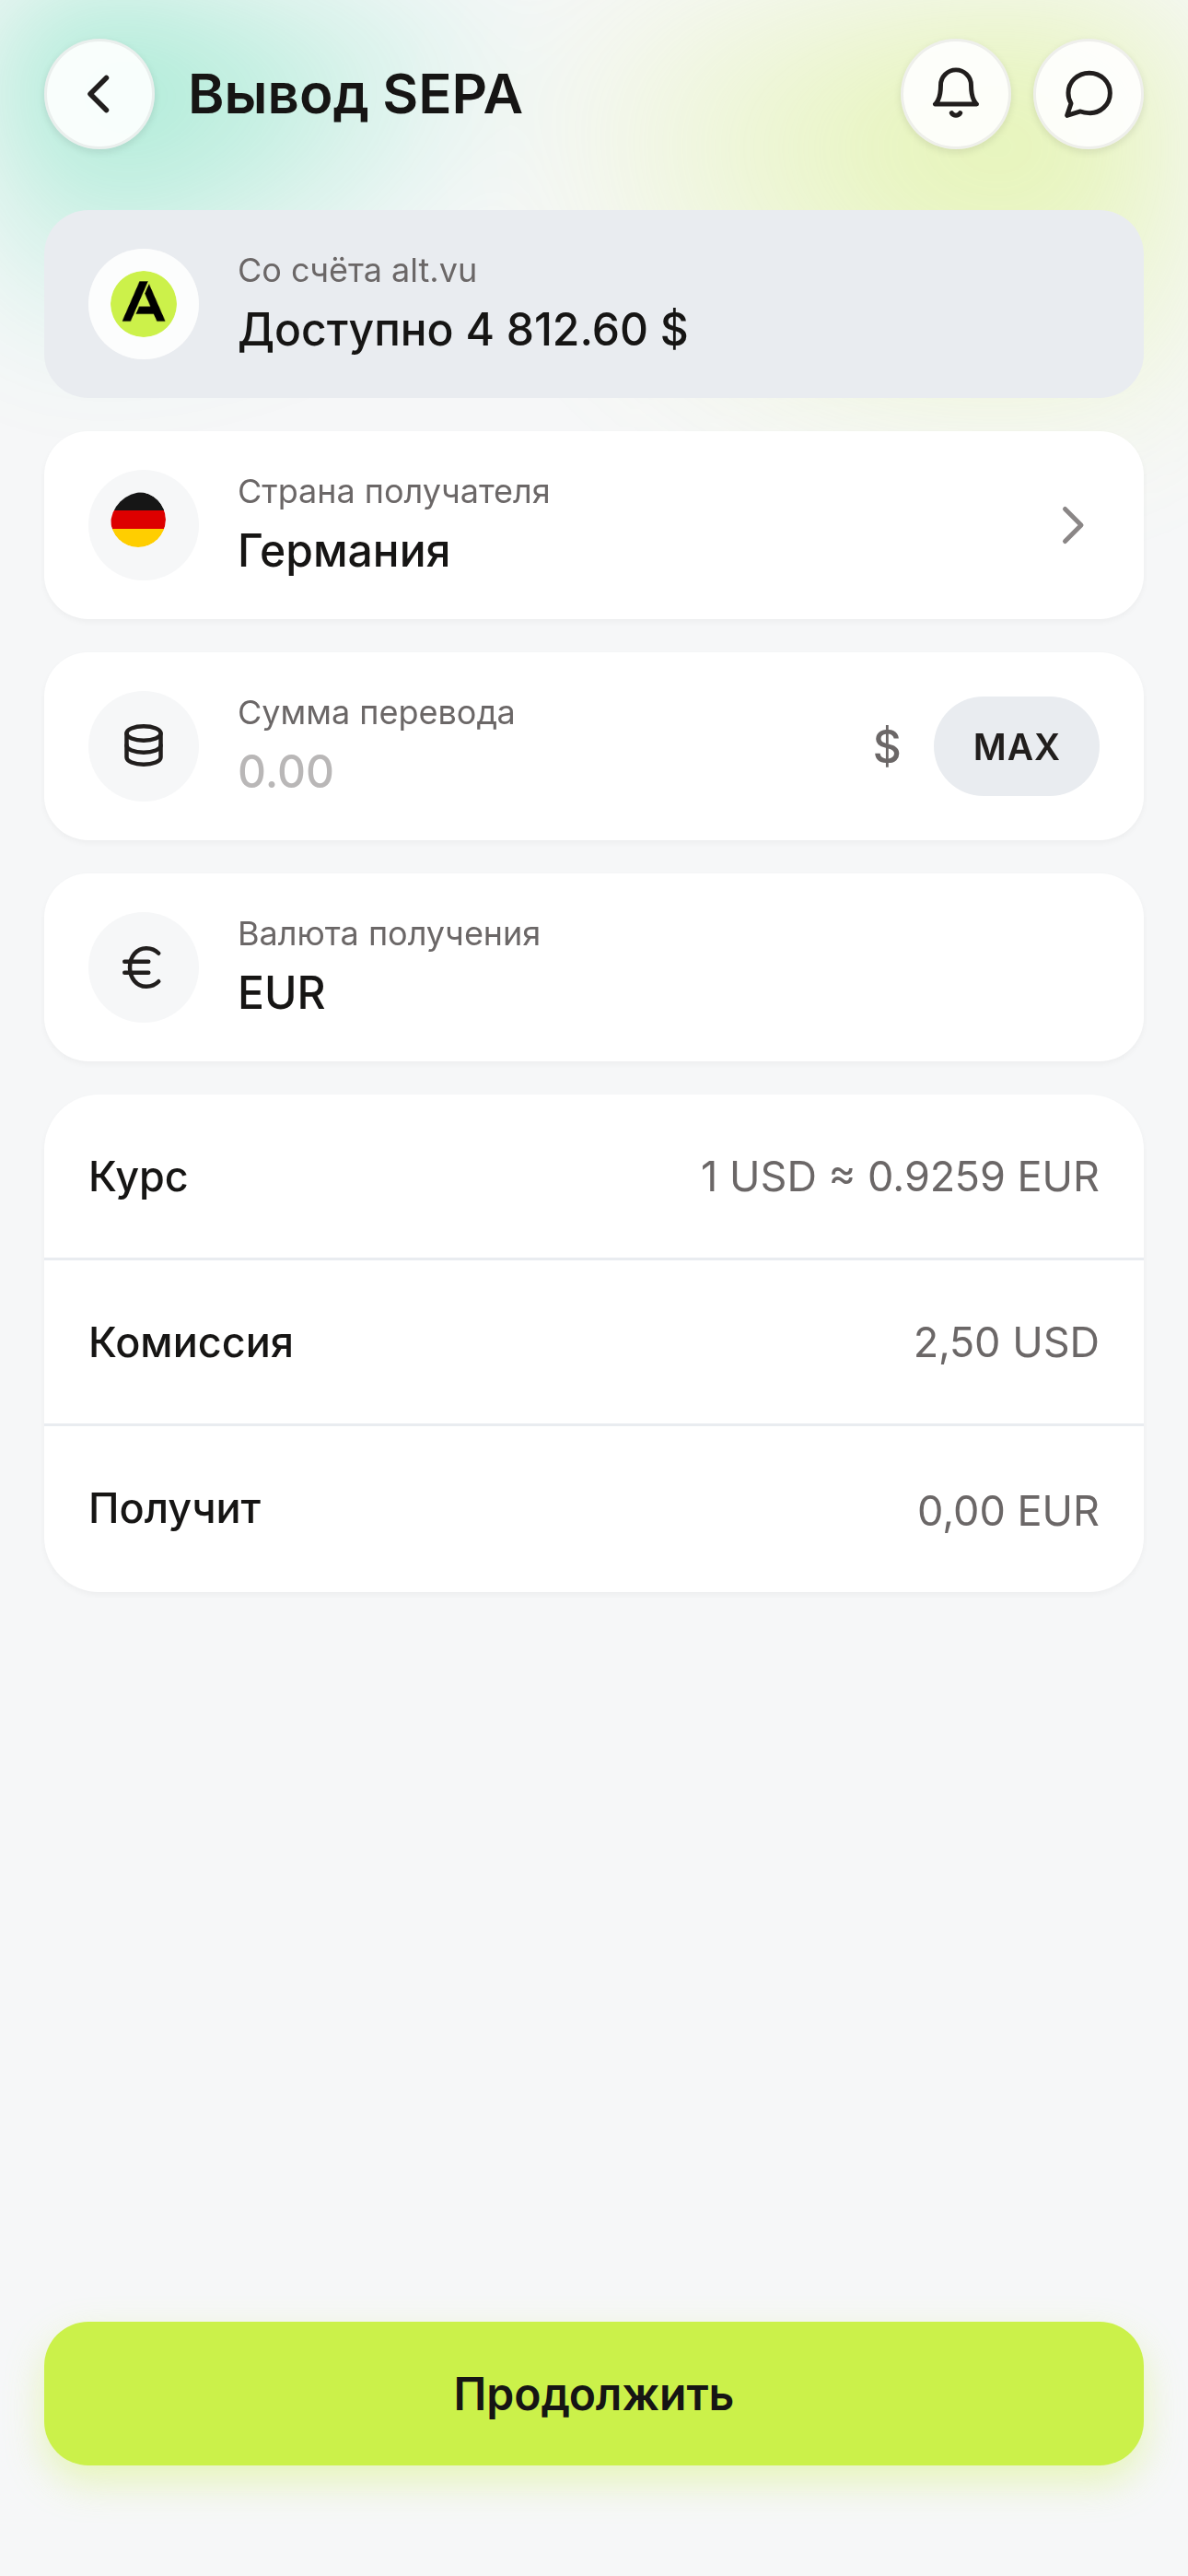 Вывод SEPA
Со счёта alt.vu
Доступно 4 812.60 $
Страна получателя
Германия
Сумма перевода
0.00
$ MAX
Валюта получения
EUR
Курс 1 USD ≈ 0.9259 EUR
Комиссия 2,50 USD
Получит 0,00 EUR
Продолжить